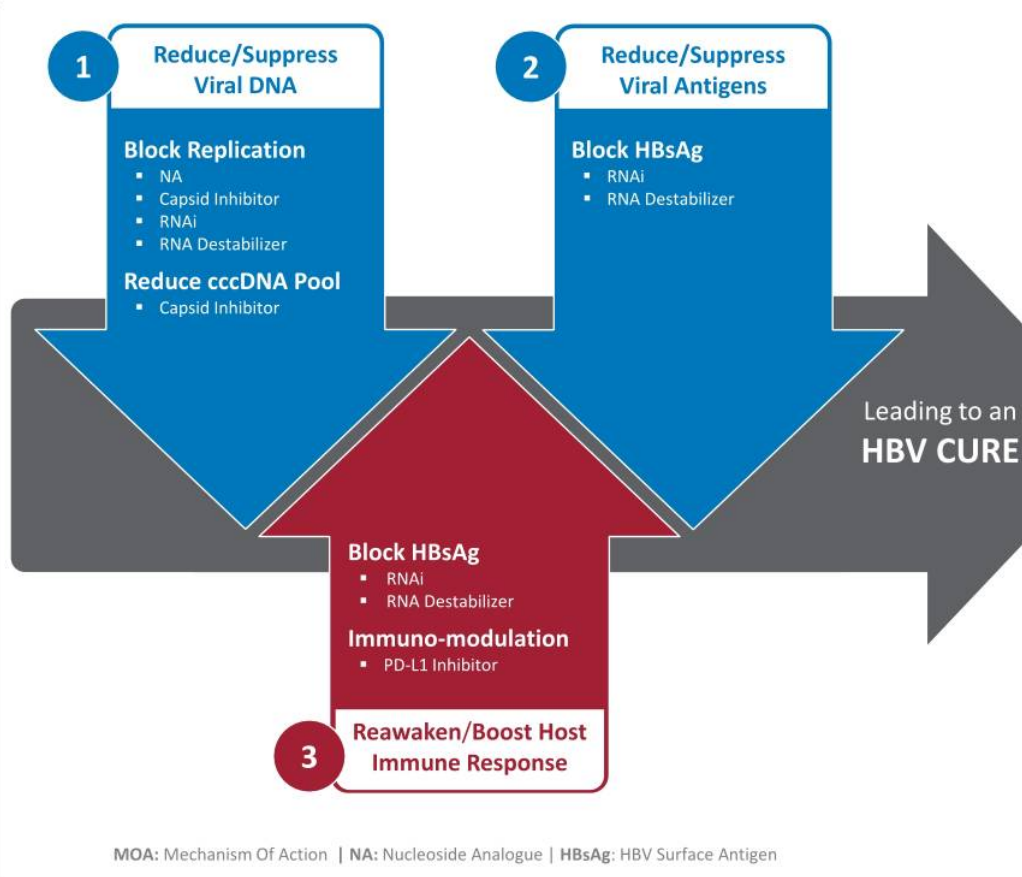 1
Reduce/Suppress
Viral DNA
Block Replication
▪ NA
▪ Capsid Inhibitor
▪ RNAi
▪ RNA Destabilizer
Reduce cccDNA Pool
▪ Capsid Inhibitor
2
Reduce/Suppress
Viral Antigens
Block HBsAg
▪ RNAi
▪ RNA Destabilizer
Leading to an
HBV CURE
Block HBsAg
▪ RNAi
▪ RNA Destabilizer
Immuno-modulation
▪ PD-L1 Inhibitor
3
Reawaken/Boost Host
Immune Response
MOA: Mechanism Of Action | NA: Nucleoside Analogue | HBsAg: HBV Surface Antigen